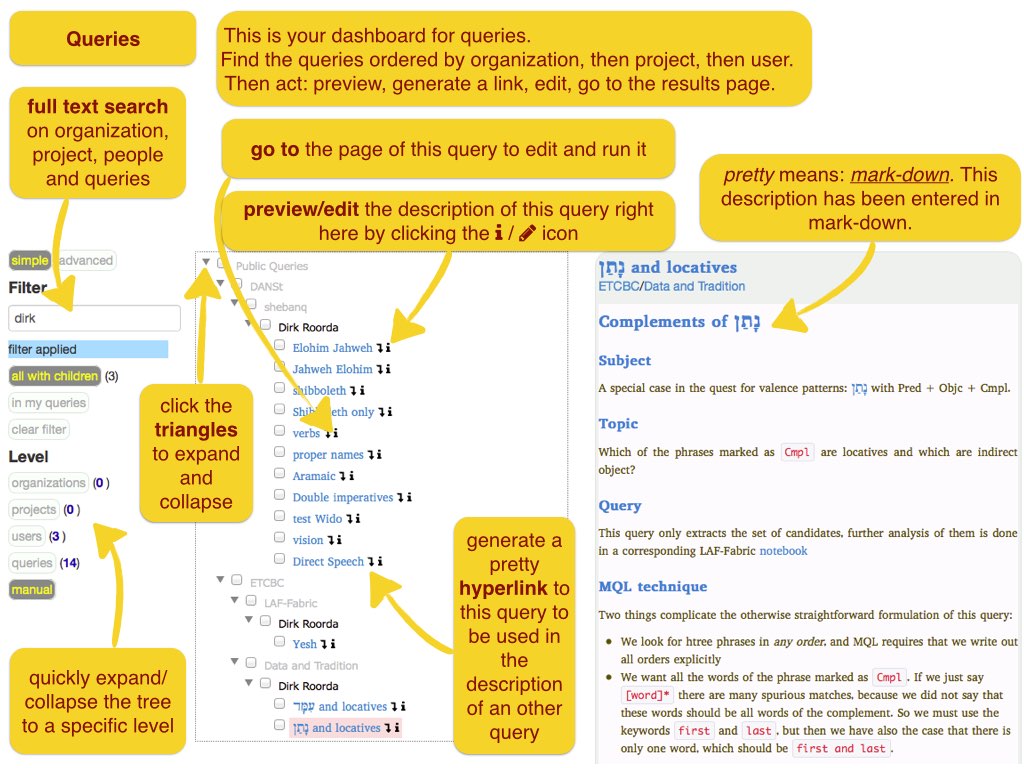 Queries
This is your dashboard for queries.
Find the queries ordered by organization, then project, then user.
Then act: preview, generate a link, edit, go to the results page.
full text search
on organization,
project, people
and queries
go to the page of this query to edit and run it
preview/edit the description of this query right
here by clicking the i / icon
pretty means: mark-down. This
description has been entered in
mark-down.
simple advanced
Filter
dirk
filter applied
all with children (3)
in my queries
clear filter
Level
organizations (0 )
projects (0 )
users (3 )
queries (14)
manual
click the
triangles
to expand
and
collapse
quickly expand/
collapse the tree
to a specific level
Public Queries
DANSt
shebanq
Dirk Roorda
Elohim Jahweh
Jahweh Elohim
shibboleth
only
verbs
proper names
Aramaic
Double imperatives
test Wido
vision
Direct Speech
ETCBC
LAF-Fabric
Dirk Roorda
Yesh
Data and Tradition
Dirk Roorda
and locatives
נָתַן and locatives
generate a
pretty
hyperlink to
this query to
be used in
the
description
of an other
query
נָתַן and locatives
ETCBC/Data and Tradition
Complements of נָתַן
Subject
A special case in the quest for valence patterns: נָתַן with Pred + Objc + Cmpl.
Topic
Which of the phrases marked as Cmpl are locatives and which are indirect
object?
Query
This query only extracts the set of candidates, further analysis of them is done
in a corresponding LAF-Fabric notebook
MQL technique
Two things complicate the otherwise straightforward formulation of this query:
• We look for htree phrases in any order, and MQL requires that we write out
all orders explicitly
• We want all the words of the phrase marked as Cmpl. If we just say
[word]* there are many spurious matches, because we did not say that
these words should be all words of the complement. So we must use the
keywords first and last, but then we have also the case that there is
only one word, which should be first and last.